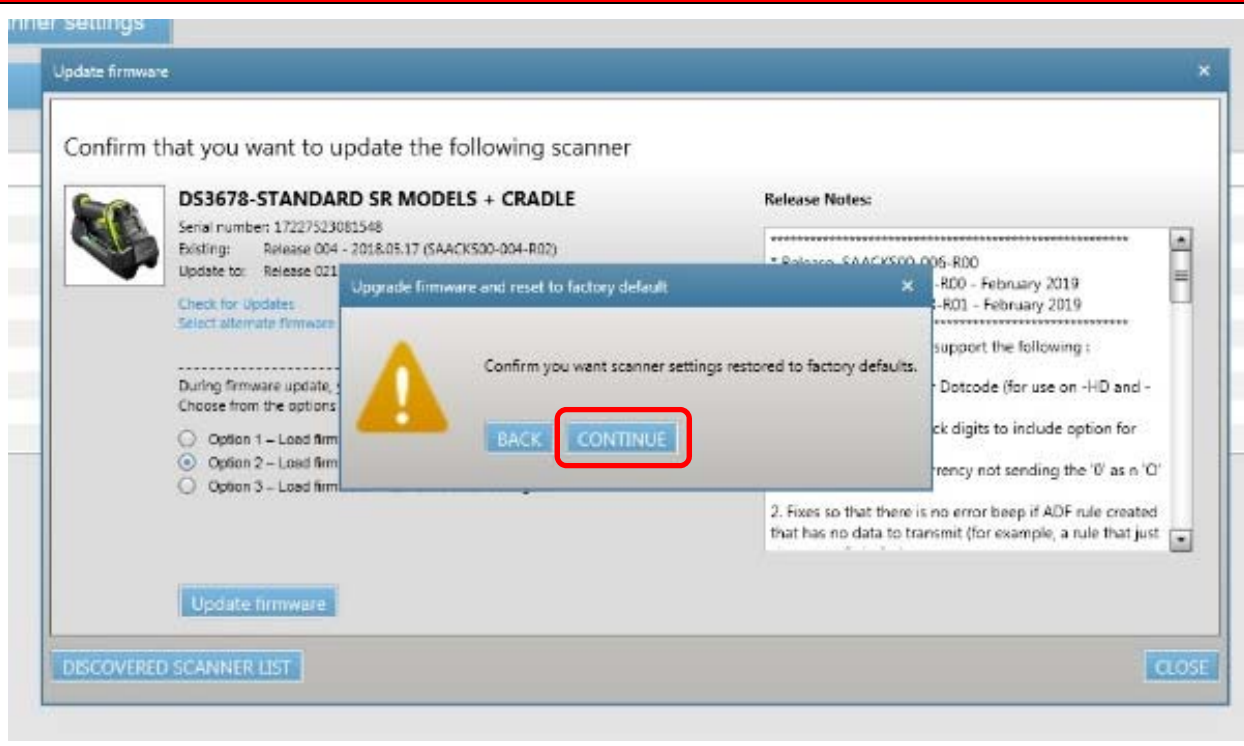 settings
Update firmware
Confirm that you want to update the following scanner
DS3678-STANDARD SR MODELS + CRADLE
Serial number: 17227523081548
Existing: Release 004 - 2018.05.17 (SAACKS00-004-R02)
Update to: Release 021
Check for Updates
Select alternate firmware
During firmware update,
Choose from the options
Option 1 – Load firm
Option 2 – Load firm
Option 3 – Load firm
Update firmware
Release Notes:
*********************************************************
* Release SAACKS00-006-R00
-R00 - February 2019
-R01 - February 2019
support the following :
Dotcode (for use on -HD and -
ck digits to include option for
rency not sending the '0' as n 'O'
2. Fixes so that there is no error beep if ADF rule created
that has no data to transmit (for example, a rule that just
Upgrade firmware and reset to factory default
Confirm you want scanner settings restored to factory defaults.
BACK CONTINUE
DISCOVERED SCANNER LIST
CLOSE